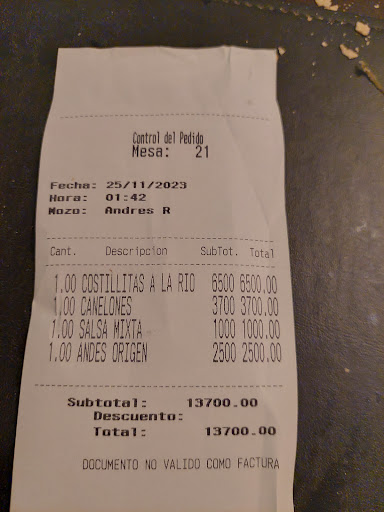 Control del Pedido
Mesa: 21
Fecha: 25/11/2023
Hora: 01:42
Mozo: Andres R
Cant. Descripcion SubTot. Total
1.00 COSTILLITAS A LA RIO 6500 6500.00
1.00 CANELONES 3700 3700.00
1.00 SALSA MIXTA 1000 1000.00
1.00 ANDES ORIGEN 2500 2500.00
Subtotal: 13700.00
Descuento:
Total: 13700.00
DOCUMENTO NO VALIDO COMO FACTURA